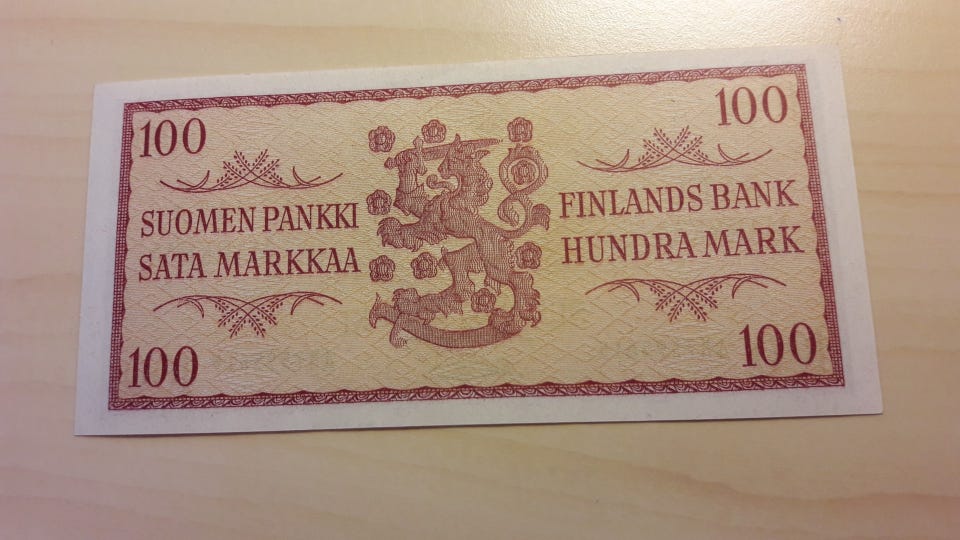 100
100
SUOMEN PANKKI
SATA MARKKAA
FINLANDS BANK
HUNDRA MARK
100
100